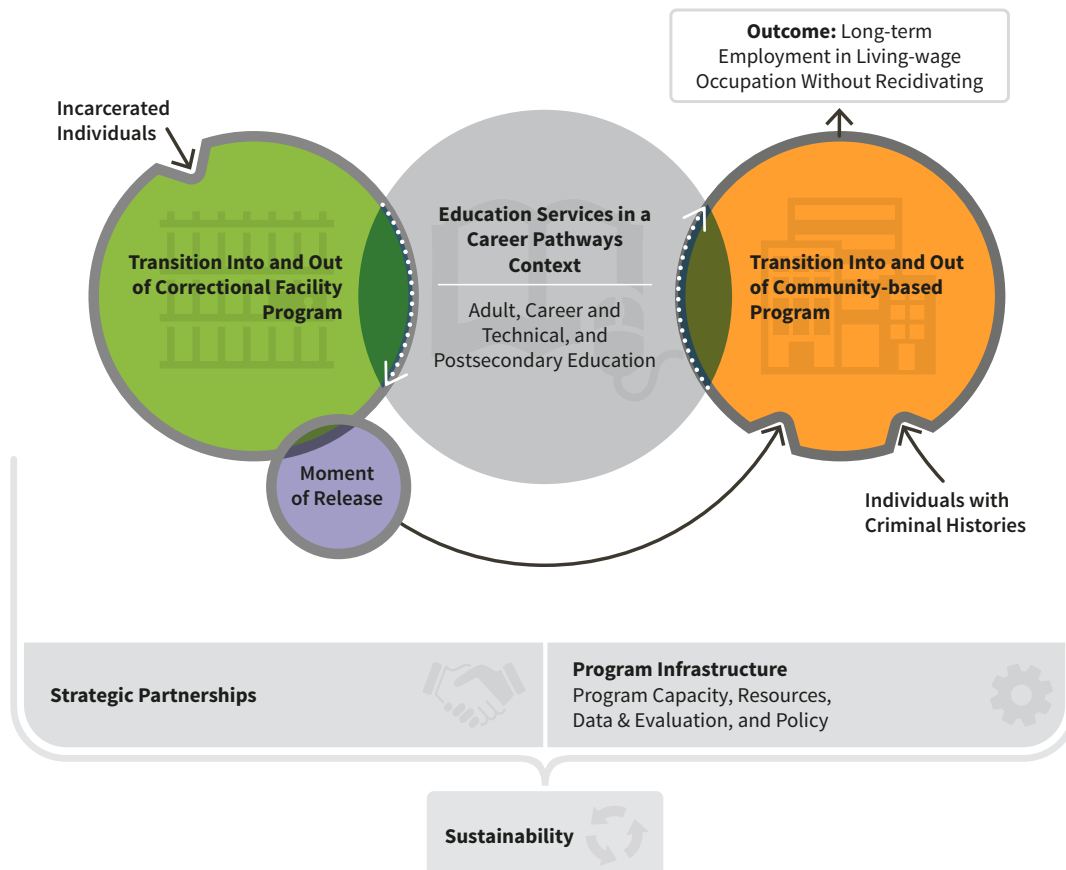 Outcome: Long-term
Employment in Living-wage
Occupation Without Recidivating
Incarcerated
Individuals
Transition Into and Out
of Correctional Facility
Program
Education Services in a
Career Pathways
Context
Adult, Career and
Technical, and
Postsecondary Education
Transition Into and Out
of Community-based
Program
Moment
of Release
Individuals with
Criminal Histories
Strategic Partnerships
Program Infrastructure
Program Capacity, Resources,
Data & Evaluation, and Policy
Sustainability